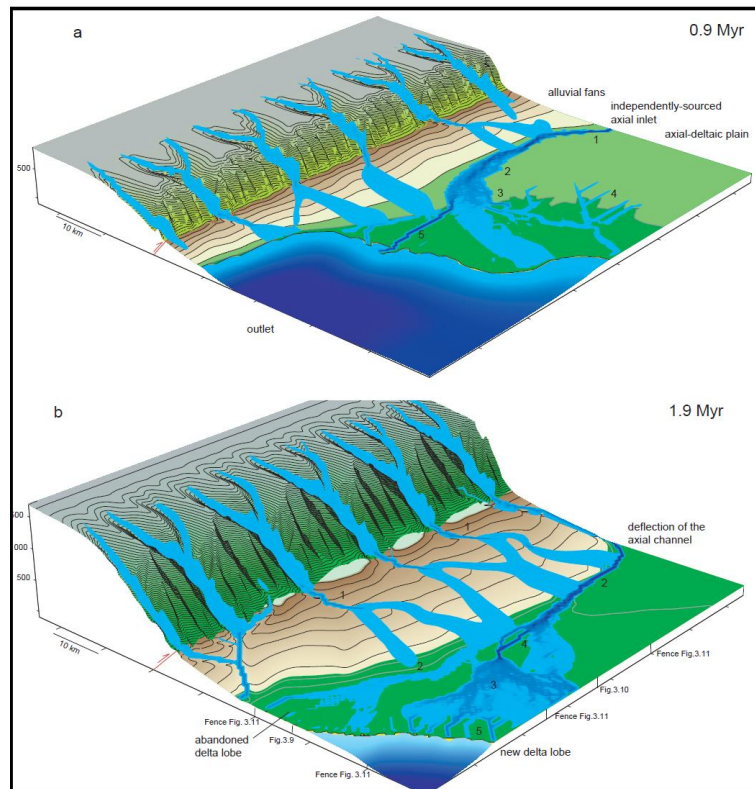 a
0.9 Myr
alluvial fans
independently-sourced
axial inlet
axial-deltaic plain
500
1
2
3
4
5
10 km
outlet
b
1.9 Myr
000
500
1
1
deflection of the
axial channel
2
4
2
3
5
10 km
Fence Fig.3.11
Fig.3.10
Fence Fig.3.11
Fence Fig.3.11
Fig.3.9
Fence Fig.3.11
abandoned
delta lobe
new delta lobe